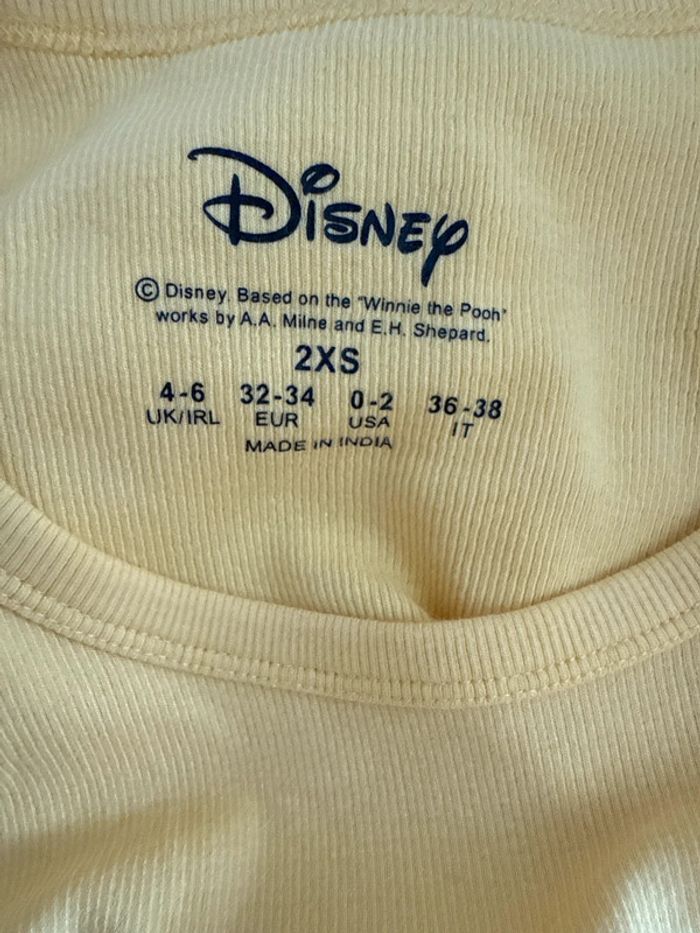 Disney
© Disney. Based on the "Winnie the Pooh"
works by A.A. Milne and E.H. Shepard.
2XS
4-6 32-34 0-2 36-38
UK/IRL EUR USA IT
MADE IN INDIA